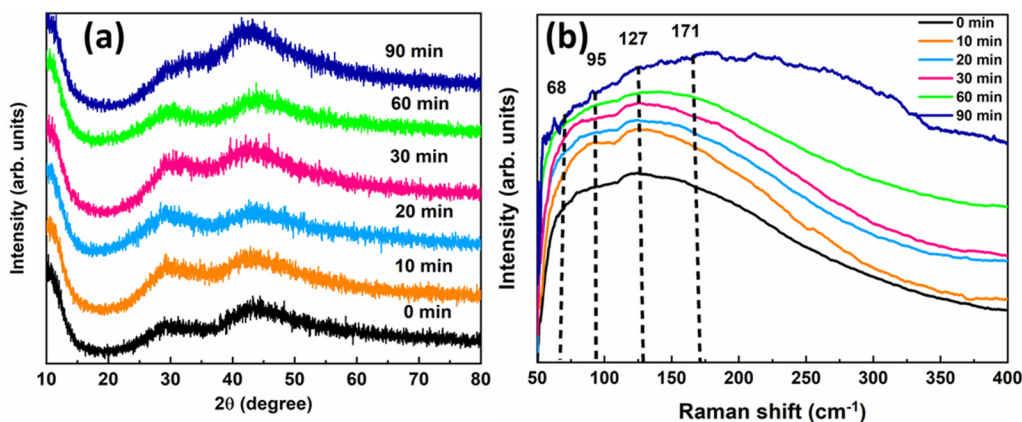 (a)
90 min
60 min
30 min
20 min
10 min
0 min
Intensity (arb. units)
10 20 30 40 50 60 70 80
2θ (degree)
(b)
68
95
127
171
0 min
10 min
20 min
30 min
60 min
90 min
Intensity (arb. units)
50 100 150 200 250 300 350 400
Raman shift (cm⁻¹)